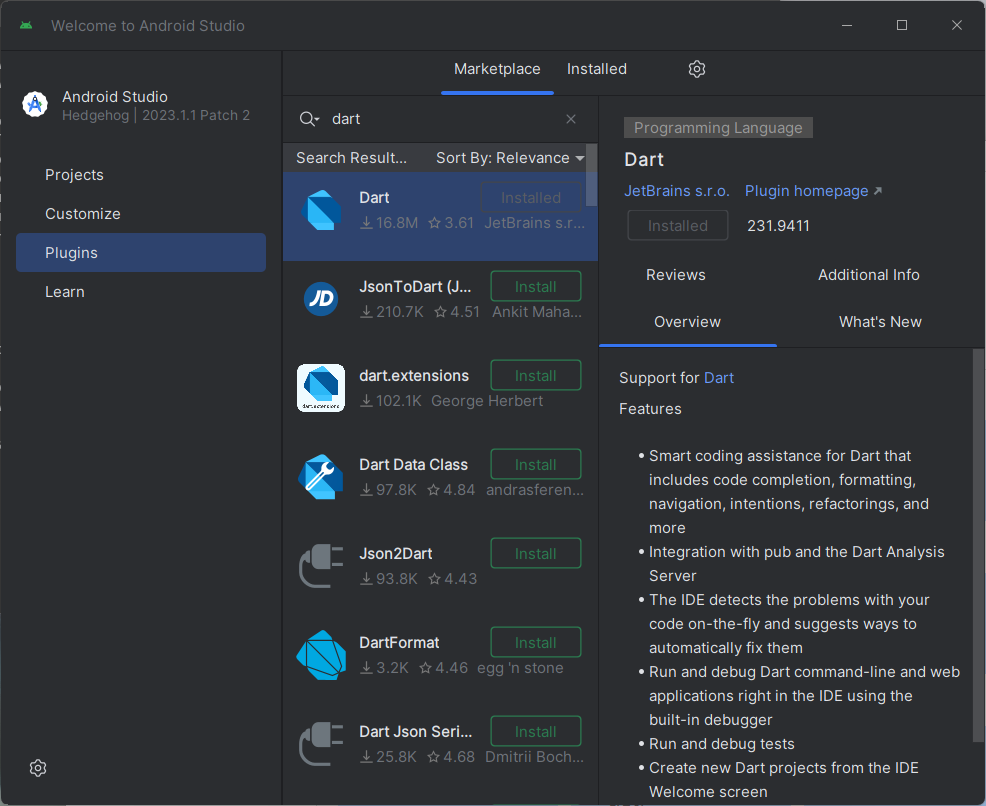 Welcome to Android Studio
Android Studio
Hedgehog | 2023.1.1 Patch 2
Projects
Customize
Plugins
Learn
Marketplace
Installed
dart
Search Result...
Sort By: Relevance
Dart
Installed
16.8M
3.61
JetBrains s.r...
JsonToDart (J...
Install
210.7K
4.51
Ankit Maha...
dart.extensions
dart.extensions
Install
102.1K
George Herbert
Dart Data Class
Install
97.8K
4.84
andrasferen...
Json2Dart
Install
93.8K
4.43
DartFormat
Install
3.2K
4.46
egg 'n stone
Dart Json Seri...
Install
25.8K
4.68
Dmitrii Boch...
Programming Language
Dart
JetBrains s.r.o.
Plugin homepage
Installed
231.9411
Reviews
Additional Info
Overview
What's New
Support for Dart
Features
• Smart coding assistance for Dart that
includes code completion, formatting,
navigation, intentions, refactorings, and
more
• Integration with pub and the Dart Analysis
Server
• The IDE detects the problems with your
code on-the-fly and suggests ways to
automatically fix them
• Run and debug Dart command-line and web
applications right in the IDE using the
built-in debugger
• Run and debug tests
• Create new Dart projects from the IDE
Welcome screen